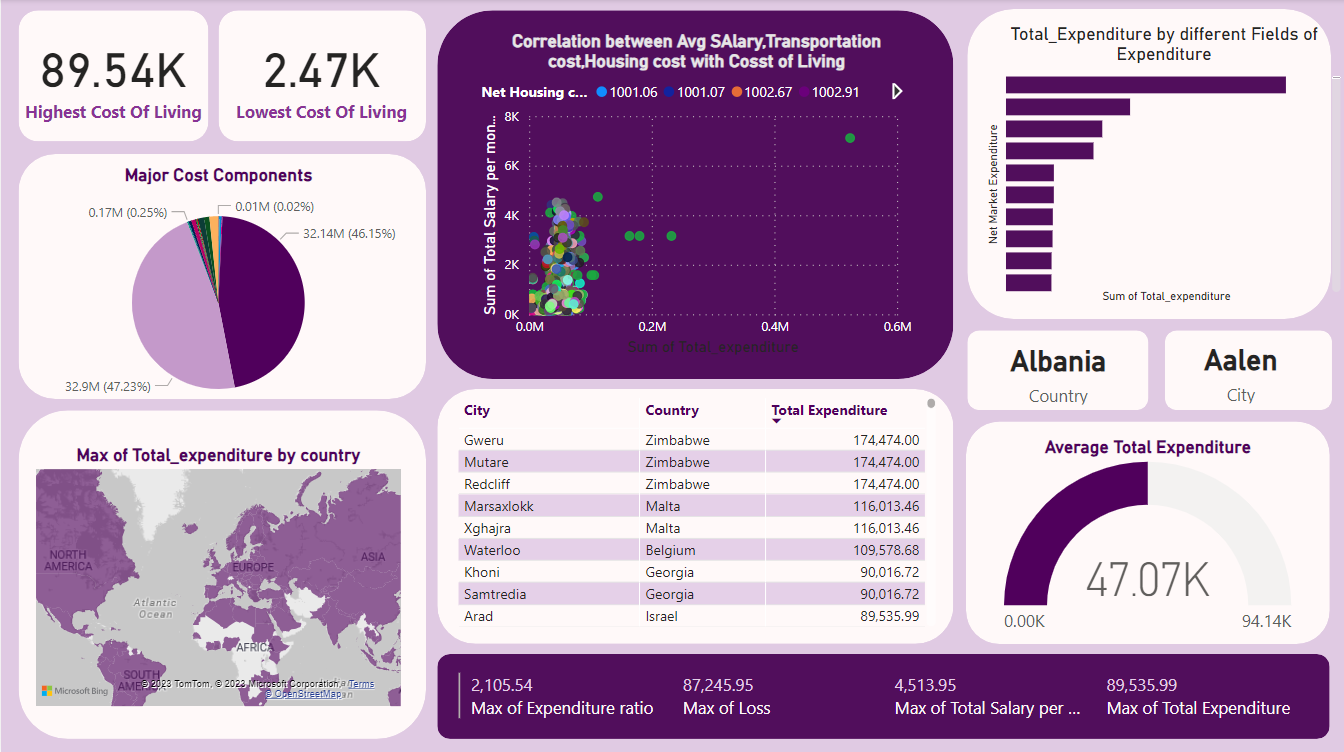 89.54K
Highest Cost Of Living
2.47K
Lowest Cost Of Living
Major Cost Components
0.17M (0.25%)
0.01M (0.02%)
32.14M (46.15%)
32.9M (47.23%)
Max of Total_expenditure by country
NORTH
AMERICA
EUROPE
ASIA
Atlantic
Ocean
AFRICA
SOUTH
Microsoft Bing
© 2023 TomTom, © 2023 Microsoft Corporation, Terms
© OpenStreetMap
Correlation between Avg SAlary,Transportation
cost,Housing cost with Cosst of Living
Net Housing c... 1001.06 1001.07 1002.67 1002.91
Sum of Total Salary per mon...
8K
6K
4K
2K
0K
0.0M 0.2M 0.4M 0.6M
Sum of Total_expenditure
City Country Total Expenditure
Gweru Zimbabwe 174,474.00
Mutare Zimbabwe 174,474.00
Redcliff Zimbabwe 174,474.00
Marsaxlokk Malta 116,013.46
Xghajra Malta 116,013.46
Waterloo Belgium 109,578.68
Khoni Georgia 90,016.72
Samtredia Georgia 90,016.72
Arad Israel 89,535.99
Total_Expenditure by different Fields of
Expenditure
Net Market Expenditure
Sum of Total_expenditure
Albania
Country
Aalen
City
Average Total Expenditure
47.07K
0.00K
94.14K
2,105.54
Max of Expenditure ratio
87,245.95
Max of Loss
4,513.95
Max of Total Salary per ...
89,535.99
Max of Total Expenditure